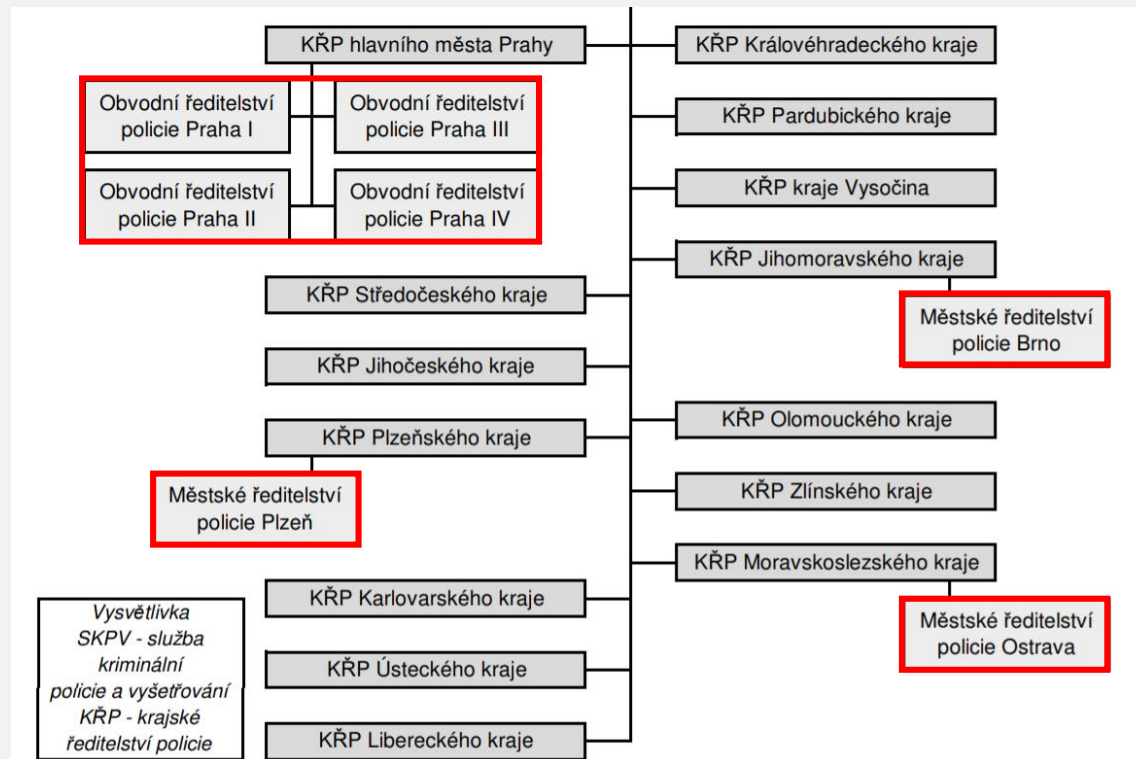 KŘP hlavního města Prahy
Obvodní ředitelství
policie Praha I
Obvodní ředitelství
policie Praha III
Obvodní ředitelství
policie Praha II
Obvodní ředitelství
policie Praha IV
KŘP Středočeského kraje
KŘP Jihočeského kraje
KŘP Plzeňského kraje
Městské ředitelství
policie Plzeň
KŘP Karlovarského kraje
KŘP Ústeckého kraje
KŘP Libereckého kraje
Vysvětlivka
SKPV - služba
kriminální
policie a vyšetřování
KŘP - krajské
ředitelství policie
KŘP Královéhradeckého kraje
KŘP Pardubického kraje
KŘP kraje Vysočina
KŘP Jihomoravského kraje
Městské ředitelství
policie Brno
KŘP Olomouckého kraje
KŘP Zlínského kraje
KŘP Moravskoslezského kraje
Městské ředitelství
policie Ostrava